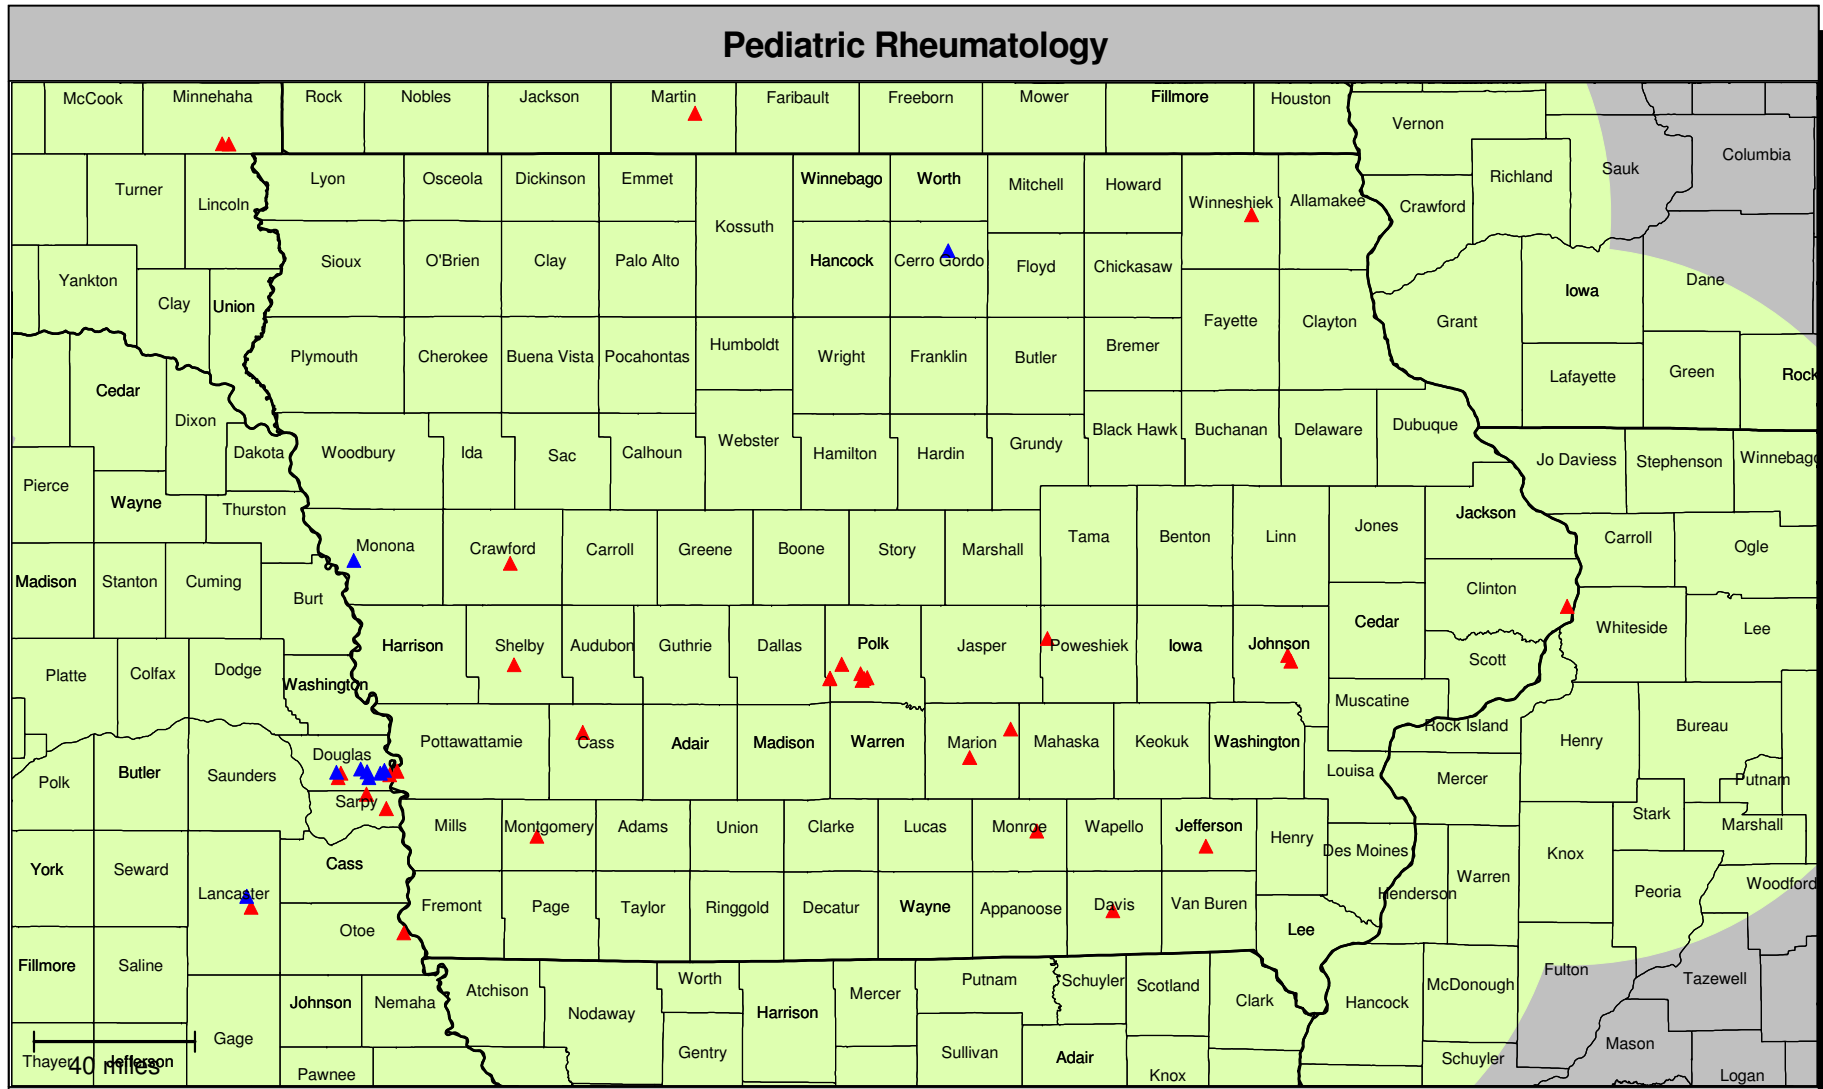 Pediatric Rheumatology
McCook Minnehaha Rock Nobles Jackson Martin Faribault Freeborn Mower Fillmore Houston
Vernon
Columbia
Sauk
Richland
Turner Lyon Osceola Dickinson Emmet Winnebago Worth Mitchell Howard
Lincoln Winneshiek Allamakee Crawford
Kossuth
Yankton Sioux O'Brien Clay Palo Alto Hancock Cerro Gordo Floyd Chickasaw Dane
Clay Union Iowa
Fayette Clayton Grant
Plymouth Cherokee Buena Vista Pocahontas Humboldt Wright Franklin Butler Bremer
Lafayette Green Rock
Cedar
Dixon Dubuque
Webster Grundy Black Hawk Buchanan Delaware
Dakota Woodbury Ida Sac Calhoun Hamilton Hardin Jo Daviess Stephenson Winnebago
Pierce
Wayne Thurston Jackson
Jones
Monona Crawford Carroll Greene Boone Story Marshall Tama Benton Linn Carroll Ogle
Madison Stanton Cuming Clinton
Burt
Cedar Whiteside Lee
Harrison Shelby Audubon Guthrie Dallas Polk Jasper Poweshiek Iowa Johnson
Scott
Platte Colfax Dodge
Washington
Muscatine
Rock Island Bureau
Pottawattamie Cass Adair Madison Warren Marion Mahaska Keokuk Washington Henry
Douglas
Polk Butler Saunders Louisa Mercer Putnam
Sarpy
Mills Montgomery Adams Union Clarke Lucas Monroe Wapello Jefferson Henry Stark Marshall
Des Moines Knox
York Seward Cass Warren Woodford
Lancaster Henderson Peoria
Fremont Page Taylor Ringgold Decatur Wayne Appanoose Davis Van Buren
Otoe Lee
Fillmore Saline Fulton
Worth Putnam Schuyler Scotland McDonough Tazewell
Johnson Nemaha Atchison Mercer Clark Hancock
Nodaway Harrison
Gage Mason
Thayer Jefferson Gentry Sullivan Adair Schuyler
40 miles
Pawnee Knox Logan